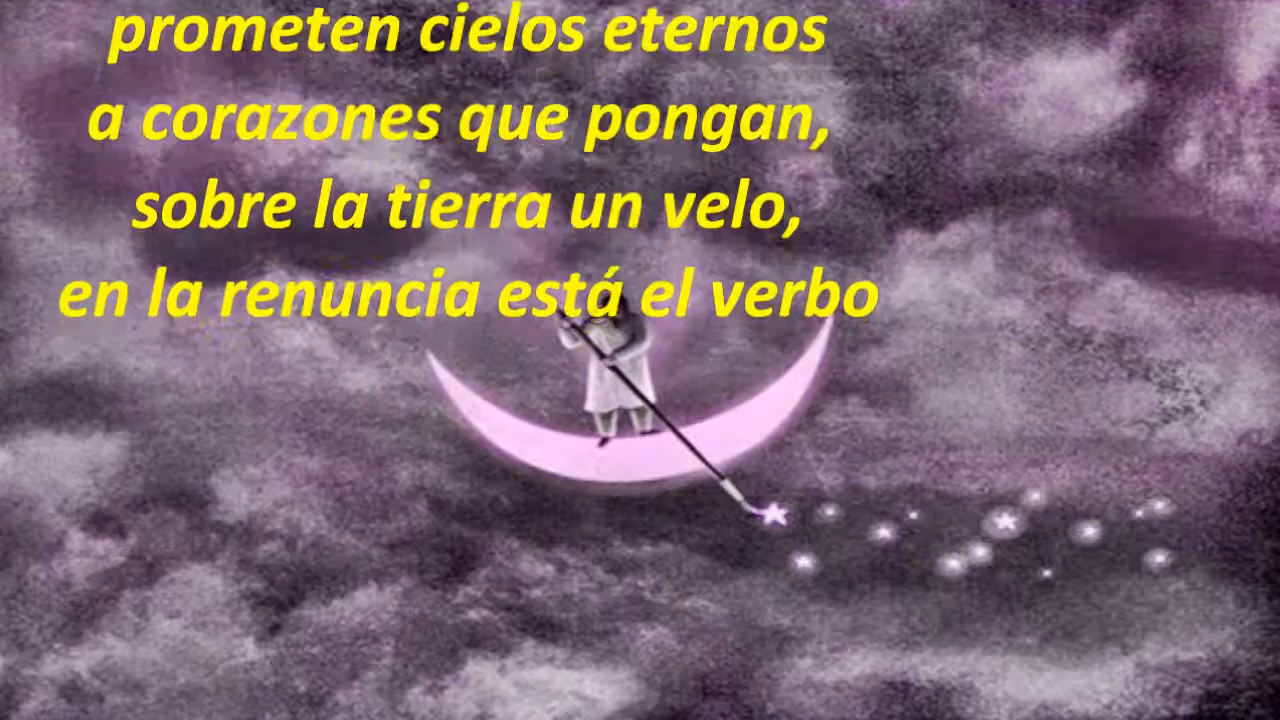 prometen cielos eternos
a corazones que pongan,
sobre la tierra un velo,
en la renuncia está el verbo